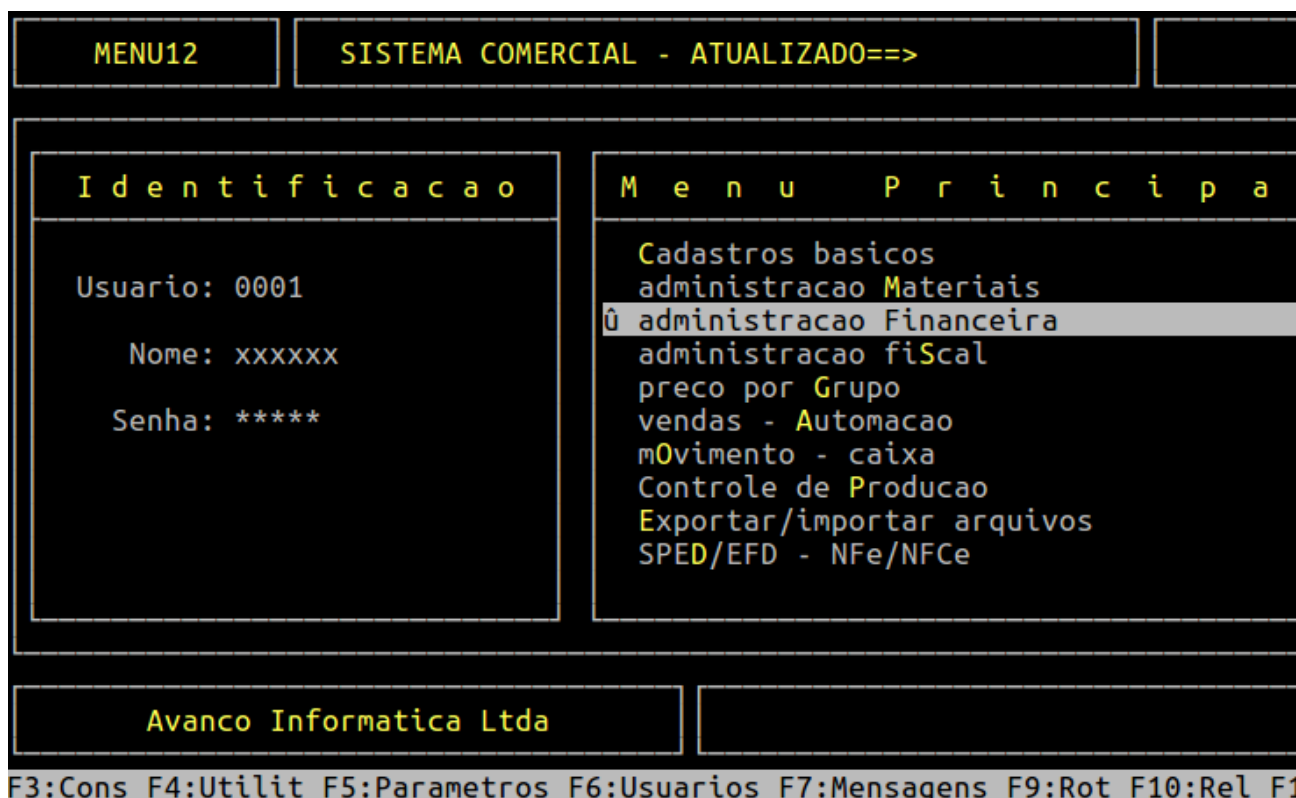 MENU12
SISTEMA COMERCIAL - ATUALIZADO==>
I d e n t i f i c a c a o
Usuario: 0001
Nome: xxxxxx
Senha: *****
M e n u P r i n c i p a
Cadastros basicos
administracao Materiais
û administracao Financeira
administracao fiScal
preco por Grupo
vendas - Automacao
mOvimento - caixa
Controle de Producao
Exportar/importar arquivos
SPED/EFD - NFe/NFCe
Avanco Informatica Ltda
F3:Cons F4:Utilit F5:Parametros F6:Usuarios F7:Mensagens F9:Rot F10:Rel F1